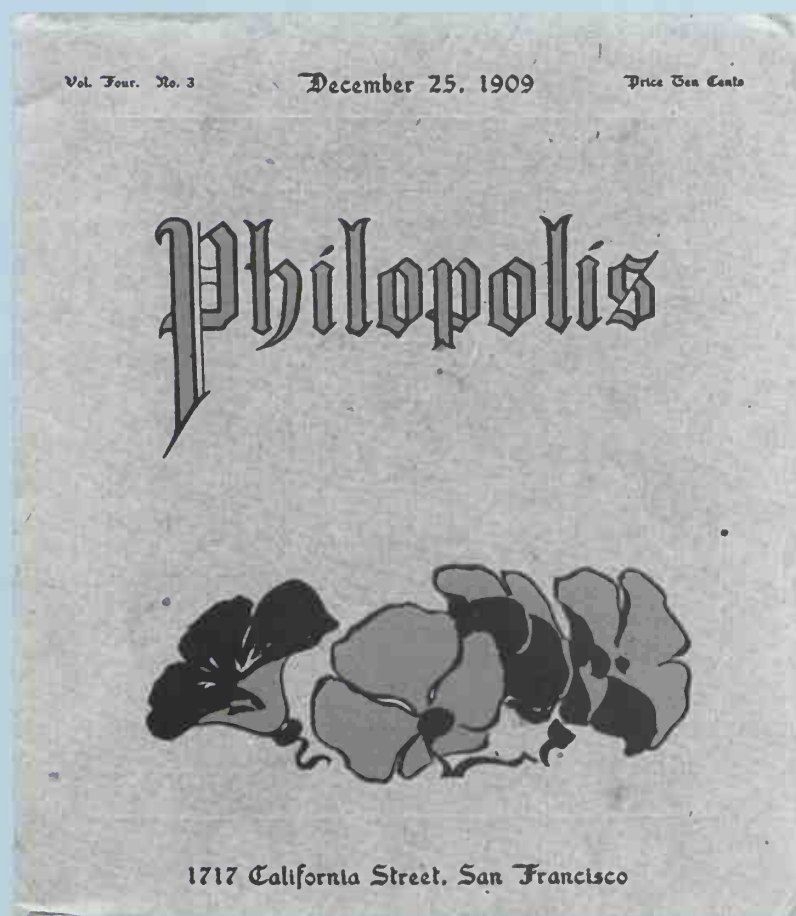 Vol. Four. No. 3 December 25, 1909 Price Ten Cents
Philopolis
1717 California Street, San Francisco